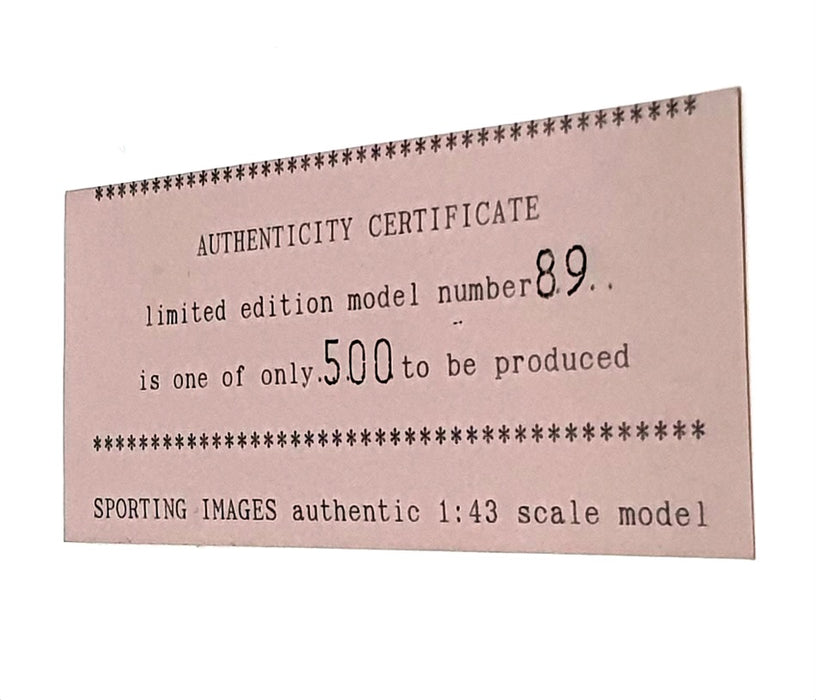 ****************************************
AUTHENTICITY CERTIFICATE
limited edition model number 89..
is one of only.500 to be produced
****************************************
SPORTING IMAGES authentic 1:43 scale model